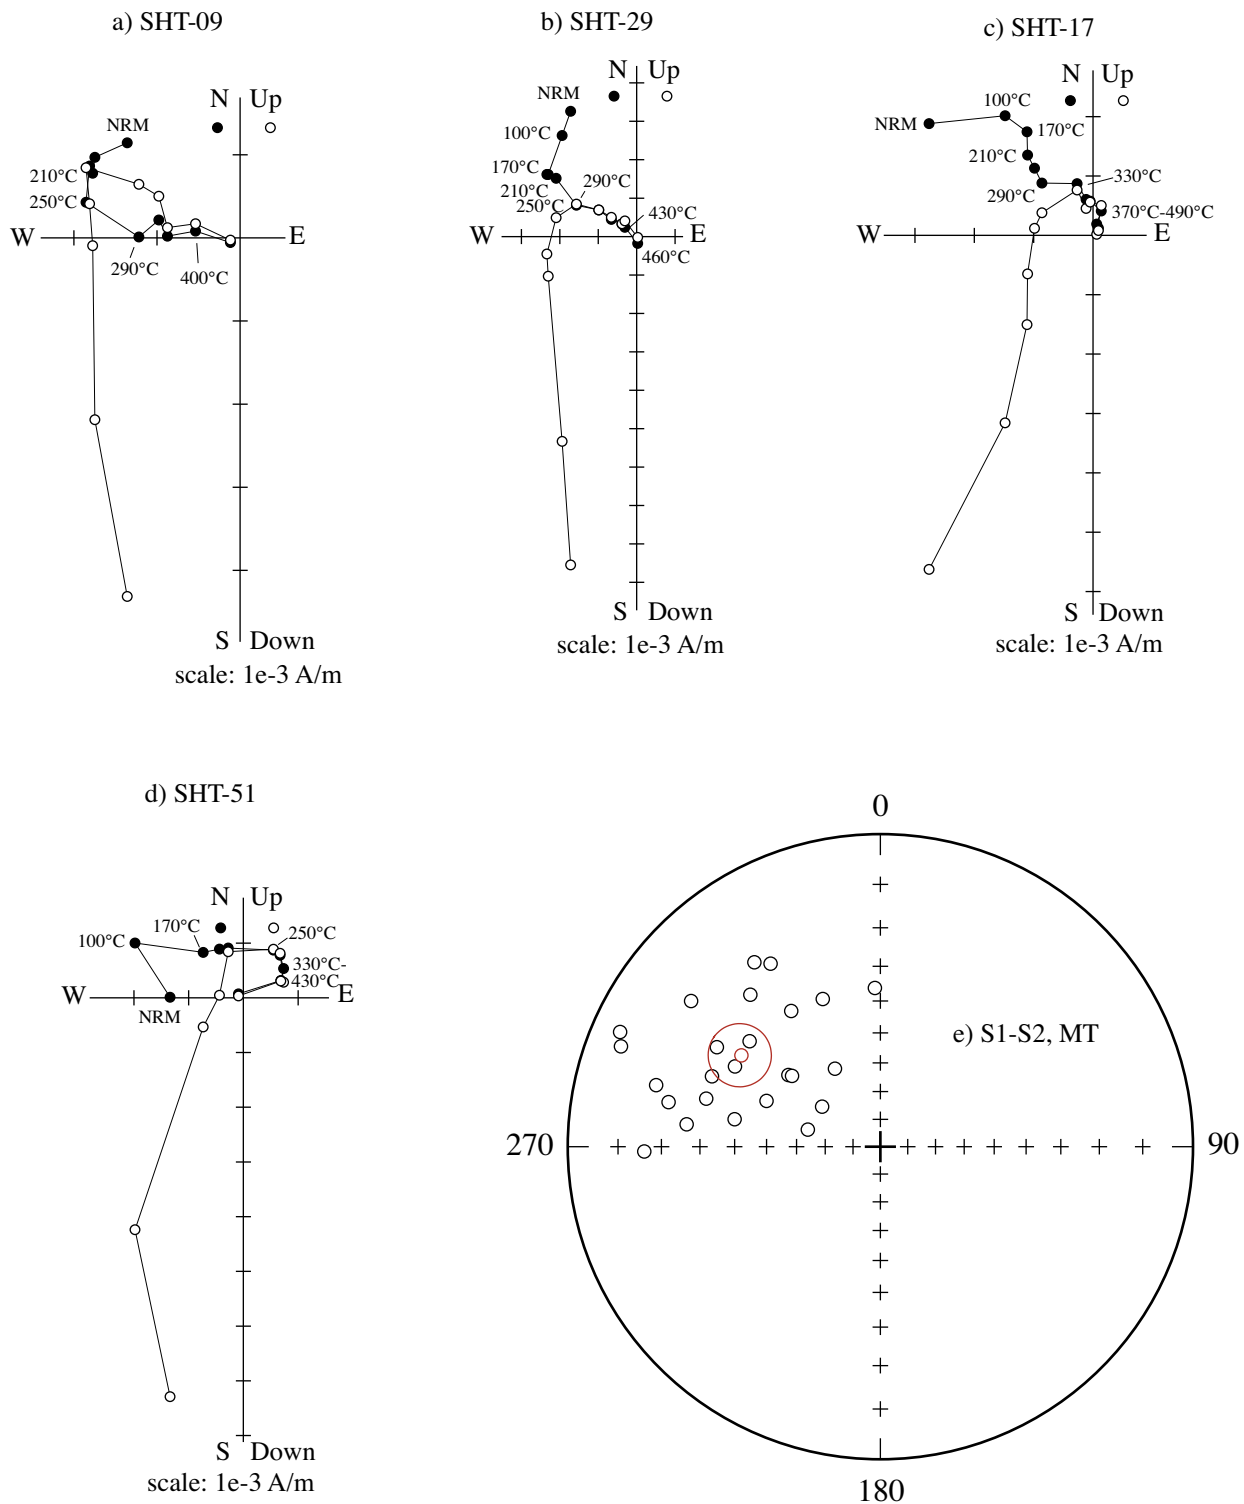 a) SHT-09
N Up
NRM
210°C
250°C
W
E
290°C
400°C
S Down
scale: 1e-3 A/m
b) SHT-29
N Up
NRM
100°C
170°C
210°C
290°C
250°C
430°C
W
E
460°C
S Down
scale: 1e-3 A/m
c) SHT-17
N Up
100°C
NRM
170°C
210°C
330°C
290°C
370°C-490°C
W
E
S Down
scale: 1e-3 A/m
d) SHT-51
N Up
170°C
250°C
100°C
330°C-
430°C
W
E
NRM
S Down
scale: 1e-3 A/m
0
e) S1-S2, MT
270
90
180